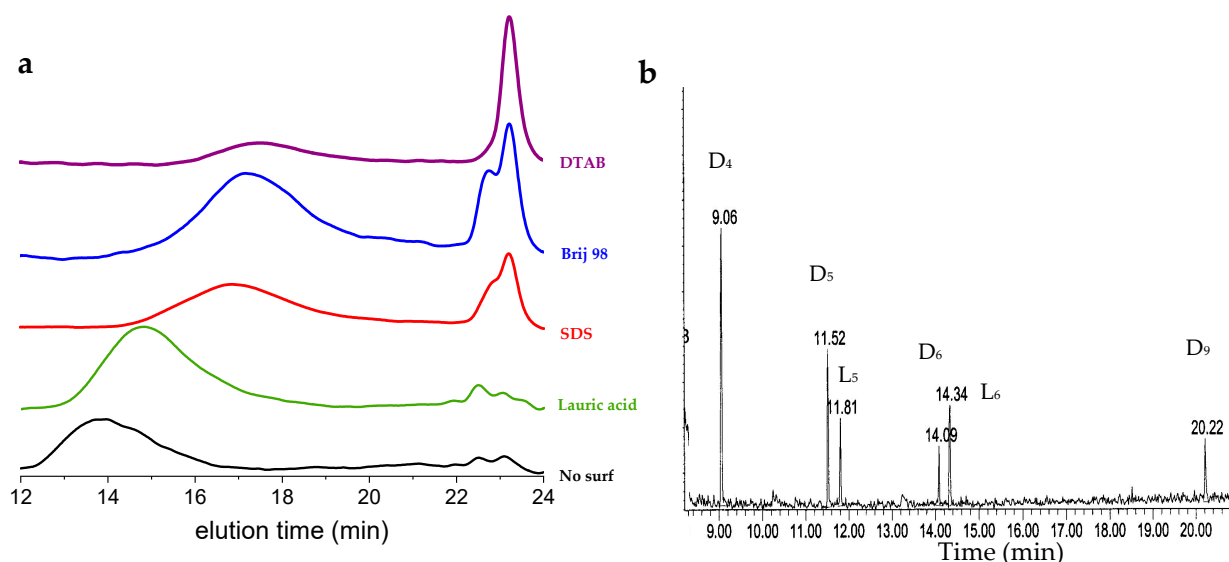 a
DTAB
Brij 98
SDS
Lauric acid
No surf
12 14 16 18 20 22 24
elution time (min)
b
D₄
9.06
D₅
11.52
L₅
11.81
D₆
14.09
14.34
L₆
D₉
20.22
9.00 10.00 11.00 12.00 13.00 14.00 15.00 16.00 17.00 18.00 19.00 20.00
Time (min)